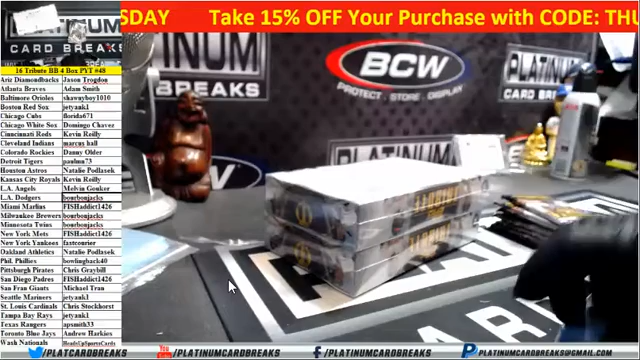 SDAY Take 15% OFF Your Purchase with CODE: THU
PLATINUM
CARD BREAKS
16 Tribute BB 4 Box PYT #48
Ariz Diamondbacks Jason Trogdon
Atlanta Braves Adam Smith
Baltimore Orioles shawnyboy1010
Boston Red Sox jetyank1
Chicago Cubs florida671
Chicago White Sox Domingo Chavez
Cincinnati Reds Kevin Reilly
Cleveland Indians marcus hall
Colorado Rockies Danny Older
Detroit Tigers paulnu73
Houston Astros Natalie Podlasek
Kansas City Royals Kevin Reilly
L.A. Angels Melvin Gouker
L.A. Dodgers bourbonjacks
Miami Marlins FISHaddict1426
Milwaukee Brewers bourbonjacks
Minnesota Twins bourbonjacks
New York Mets FISHaddict1426
New York Yankees fastcourier
Oakland Athletics Natalie Podlasek
Phil. Phillies bowlingback40
Pittsburgh Pirates Chris Graybill
San Diego Padres FISHaddict1426
San Fran Giants Michael Tran
Seattle Mariners jetyank1
St. Louis Cardinals Chris Stockhorst
Tampa Bay Rays jetyank1
Texas Rangers apsmith33
Toronto Blue Jays Andrew Harkies
Wash Nationals BeadsUpSportsCards
BCW
PROTECT. STORE. DISPLAY.
PLATINUM
BREAKS
PLATINUM
BREAKS
/PLATCARDBREAKS
You Tube /PLATINUMCARDBREAKS
/PLATINUMCARDBREAKS